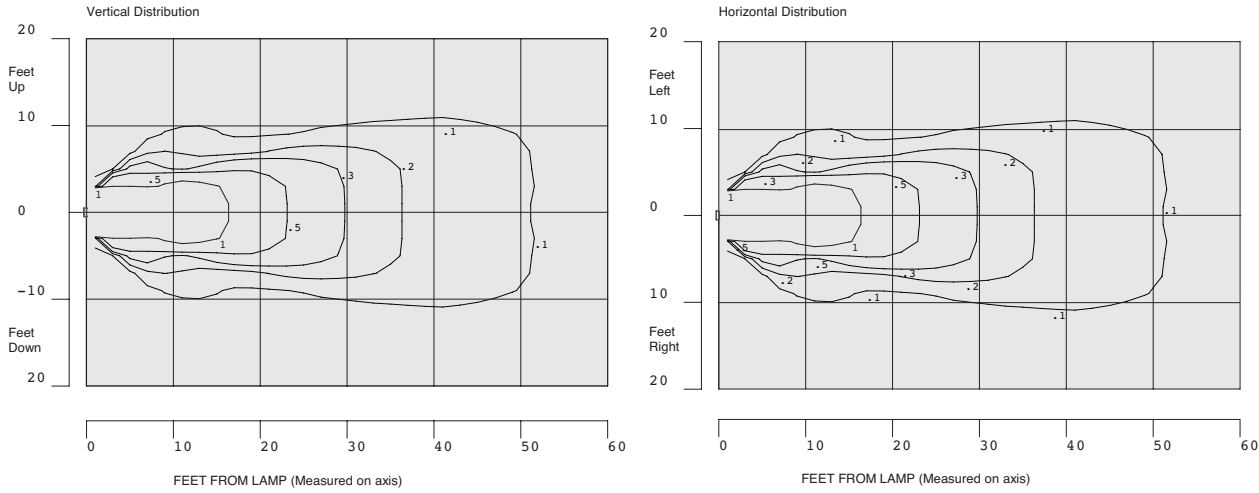 Vertical Distribution
20
Feet
Up
10
0
-10
Feet
Down
20
.1
.2
.3
.5
1
.5
1
.1
0 10 20 30 40 50 60
FEET FROM LAMP (Measured on axis)
Horizontal Distribution
20
Feet
Left
10
0
10
Feet
Right
20
.1
.1
.2
.2
.3
.3
.5
1
.1
.5
1
.5
.3
.2
.2
.1
.1
0 10 20 30 40 50 60
FEET FROM LAMP (Measured on axis)